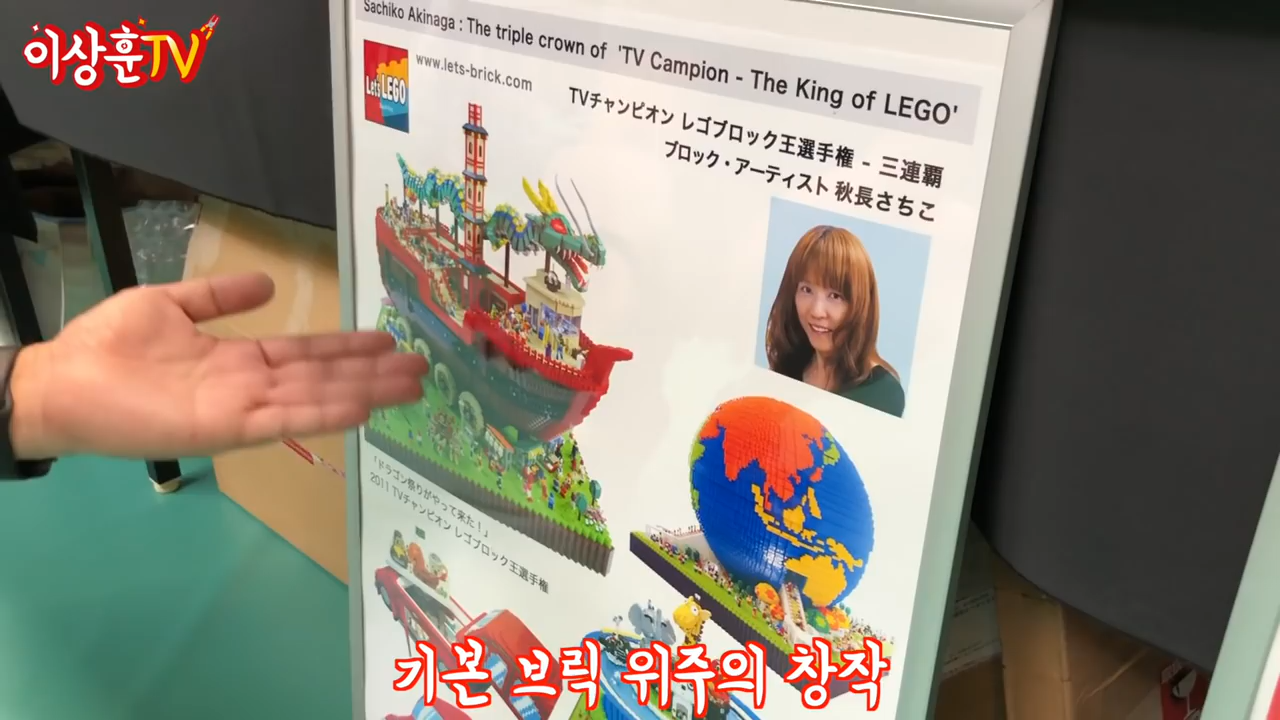 이상훈TV
Sachiko Akinaga : The triple crown of 'TV Campion - The King of LEGO'
Let's LEGO
www.lets-brick.com
TVチャンピオン レゴブロック王選手権 - 三連覇
ブロック・アーティスト 秋長さちこ
「ドラゴン祭りがやって来た！」
2011 TVチャンピオン レゴブロック王選手権
기본 브릭 위주의 창작